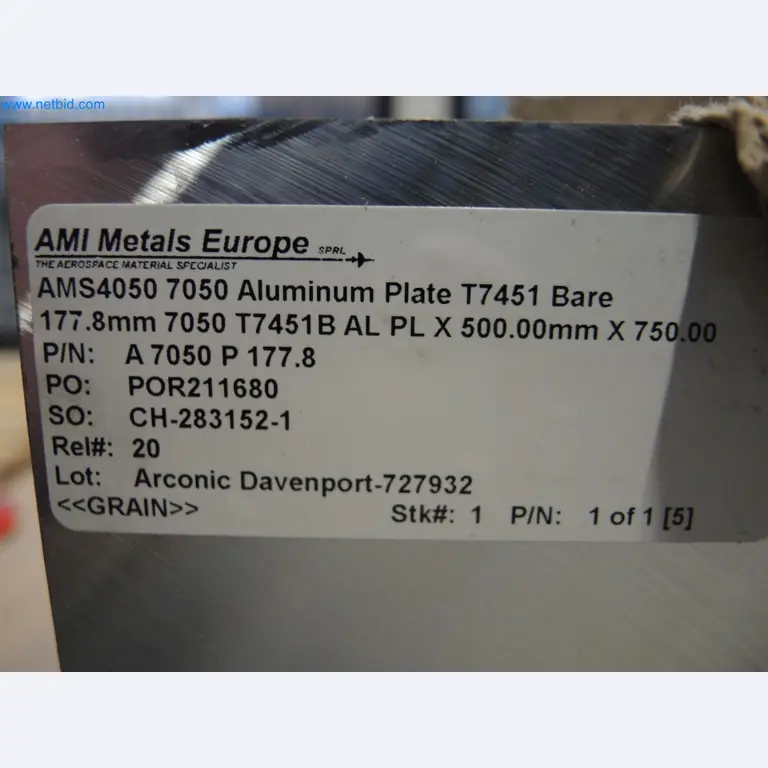 www.netbid.com
AMI Metals Europe SPRL
THE AEROSPACE MATERIAL SPECIALIST
AMS4050 7050 Aluminum Plate T7451 Bare
177.8mm 7050 T7451B AL PL X 500.00mm X 750.00
P/N: A 7050 P 177.8
PO: POR211680
SO: CH-283152-1
Rel#: 20
Lot: Arconic Davenport-727932
<<GRAIN>> Stk#: 1 P/N: 1 of 1 [5]